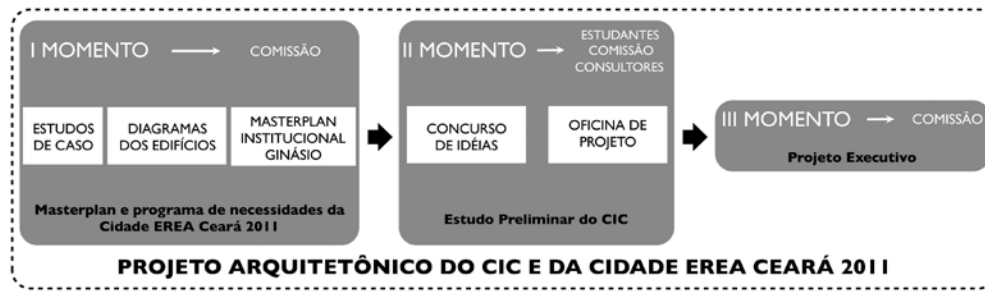 I MOMENTO
COMISSÃO
ESTUDOS
DE CASO
DIAGRAMAS
DOS EDIFÍCIOS
MASTERPLAN
INSTITUCIONAL
GINÁSIO
Masterplan e programa de necessidades da
Cidade EREA Ceará 2011
II MOMENTO
ESTUDANTES
COMISSÃO
CONSULTORES
CONCURSO
DE IDÉIAS
OFICINA DE
PROJETO
Estudo Preliminar do CIC
III MOMENTO
COMISSÃO
Projeto Executivo
PROJETO ARQUITETÔNICO DO CIC E DA CIDADE EREA CEARÁ 2011